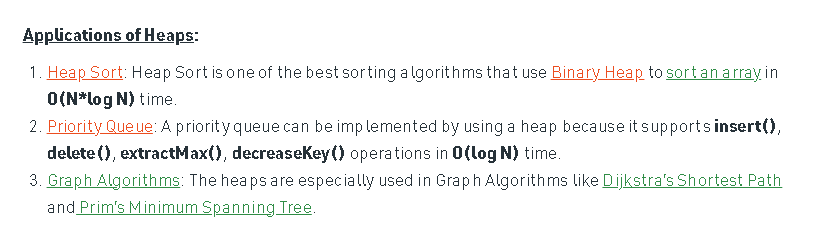 Applications of Heaps:
1. Heap Sort: Heap Sort is one of the best sorting algorithms that use Binary Heap to sort an array in
O(N*log N) time.
2. Priority Queue: A priority queue can be implemented by using a heap because it supports insert(),
delete(), extractMax(), decreaseKey() operations in O(log N) time.
3. Graph Algorithms: The heaps are especially used in Graph Algorithms like Dijkstra's Shortest Path
and Prim's Minimum Spanning Tree.